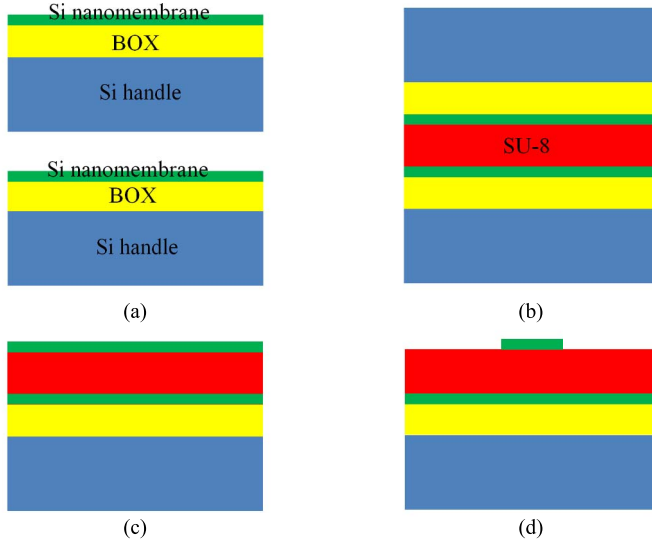 Si nanomembrane
BOX
Si handle
Si nanomembrane
BOX
Si handle
(a)
SU-8
(b)
(c)
(d)